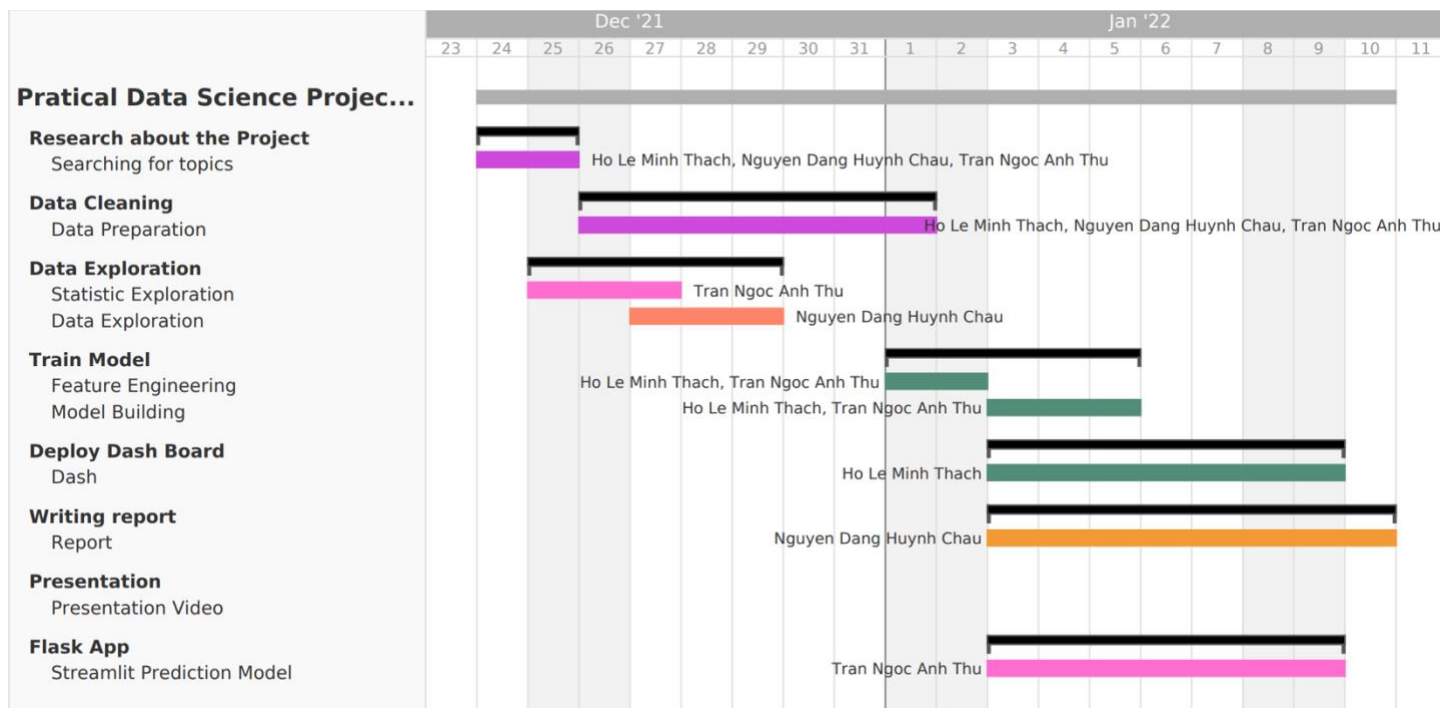 Dec '21 Jan '22
23 24 25 26 27 28 29 30 31 1 2 3 4 5 6 7 8 9 10 11
Pratical Data Science Projec...
Research about the Project
Searching for topics Ho Le Minh Thach, Nguyen Dang Huynh Chau, Tran Ngoc Anh Thu
Data Cleaning
Data Preparation Ho Le Minh Thach, Nguyen Dang Huynh Chau, Tran Ngoc Anh Thu
Data Exploration
Statistic Exploration Tran Ngoc Anh Thu
Data Exploration Nguyen Dang Huynh Chau
Train Model
Feature Engineering Ho Le Minh Thach, Tran Ngoc Anh Thu
Model Building Ho Le Minh Thach, Tran Ngoc Anh Thu
Deploy Dash Board
Dash Ho Le Minh Thach
Writing report
Report Nguyen Dang Huynh Chau
Presentation
Presentation Video
Flask App
Streamlit Prediction Model Tran Ngoc Anh Thu